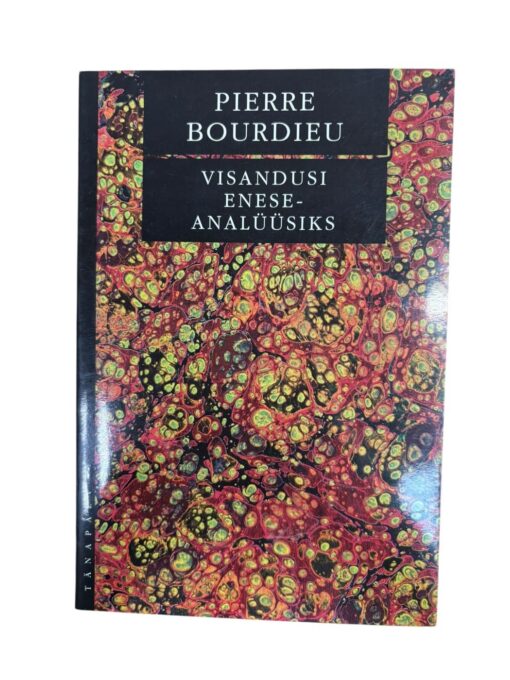 PIERRE
BOURDIEU
VISANDUSI
ENESE-
ANALÜÜSIKS